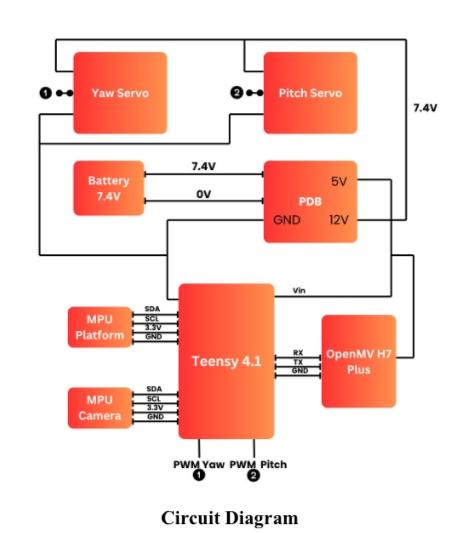 1
Yaw Servo
2
Pitch Servo
7.4V
Battery
7.4V
7.4V
0V
5V
PDB
GND
12V
Vin
MPU
Platform
SDA
SCL
3.3V
GND
Teensy 4.1
RX
TX
GND
OpenMV H7
Plus
MPU
Camera
SDA
SCL
3.3V
GND
PWM Yaw
1
PWM Pitch
2
Circuit Diagram